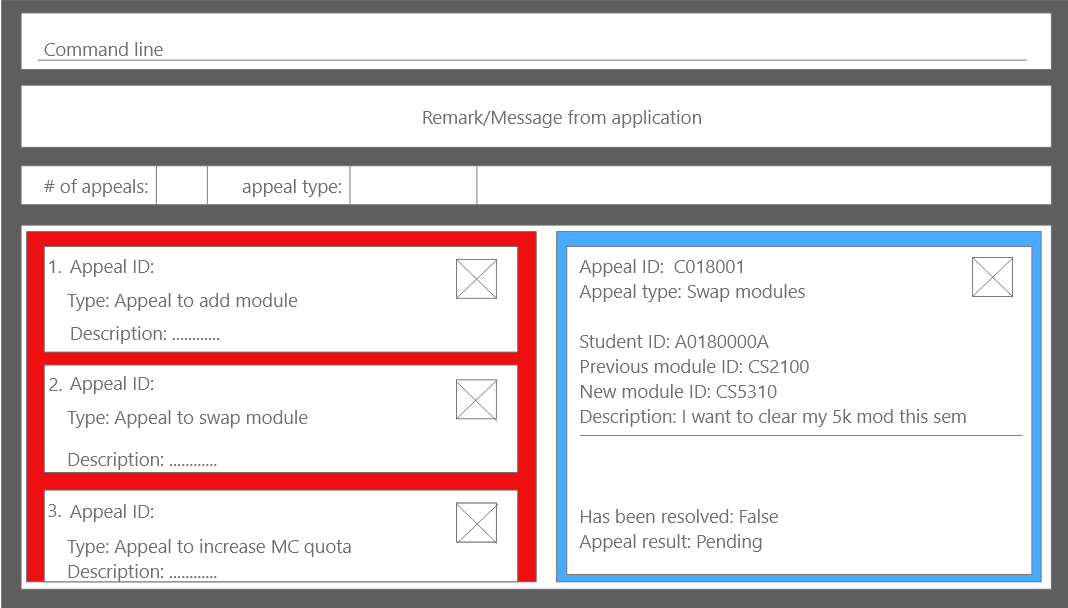 Command line
Remark/Message from application
# of appeals:
appeal type:
1. Appeal ID:
Type: Appeal to add module
Description: ............
2. Appeal ID:
Type: Appeal to swap module
Description: ............
3. Appeal ID:
Type: Appeal to increase MC quota
Description: ............
Appeal ID:  C018001
Appeal type: Swap modules
Student ID: A0180000A
Previous module ID: CS2100
New module ID: CS5310
Description: I want to clear my 5k mod this sem
Has been resolved: False
Appeal result: Pending